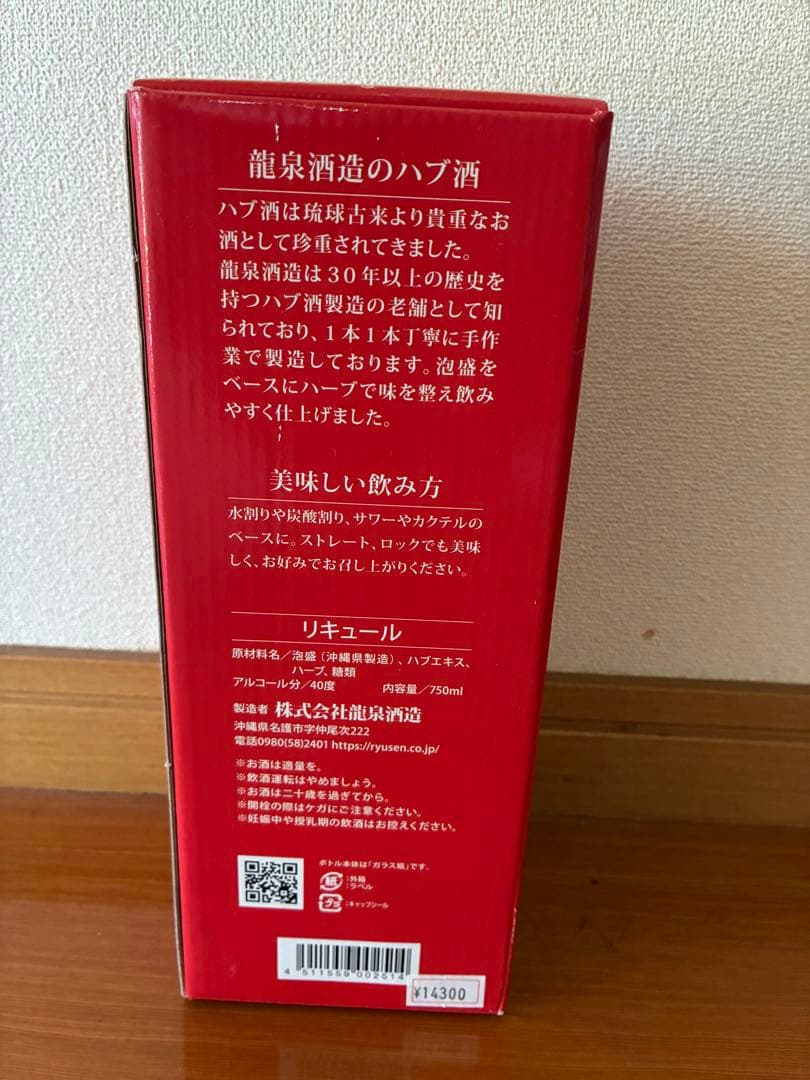 龍泉酒造のハブ酒
ハブ酒は琉球古来より貴重なお
酒として珍重されてきました。
龍泉酒造は30年以上の歴史を
持つハブ酒製造の老舗として知
られており、1本1本丁寧に手作
業で製造しております。泡盛を
ベースにハーブで味を整え飲み
やすく仕上げました。
美味しい飲み方
水割りや炭酸割り、サワーやカクテルの
ベースに。ストレート、ロックでも美味
しく、お好みでお召し上がりください。
リキュール
原材料名／泡盛(沖縄県製造)、ハブエキス、
ハーブ、糖類
アルコール分／40度 内容量／750ml
製造者 株式会社龍泉酒造
沖縄県名護市字仲尾次222
電話0980(58)2401 https://ryusen.co.jp/
※お酒は適量を。
※飲酒運転はやめましょう。
※お酒は二十歳を過ぎてから。
※開栓の際はケガにご注意ください。
※妊娠中や授乳期の飲酒はお控えください。
ボトル本体は「ガラス瓶」です。
紙 :外箱
:ラベル
プラ :キャップシール
4 511559 002514
¥14300